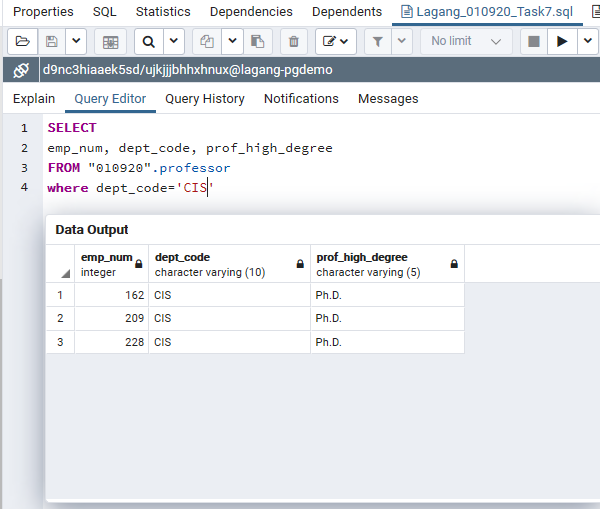 Properties SQL Statistics Dependencies Dependents Lagang_010920_Task7.sql
No limit
d9nc3hiaaek5sd/ujkjjjbhhxhnux@lagang-pgdemo
Explain Query Editor Query History Notifications Messages
1 SELECT
2 emp_num, dept_code, prof_high_degree
3 FROM "010920".professor
4 where dept_code='CIS'
Data Output
emp_num dept_code prof_high_degree
integer character varying (10) character varying (5)
1 162 CIS Ph.D.
2 209 CIS Ph.D.
3 228 CIS Ph.D.